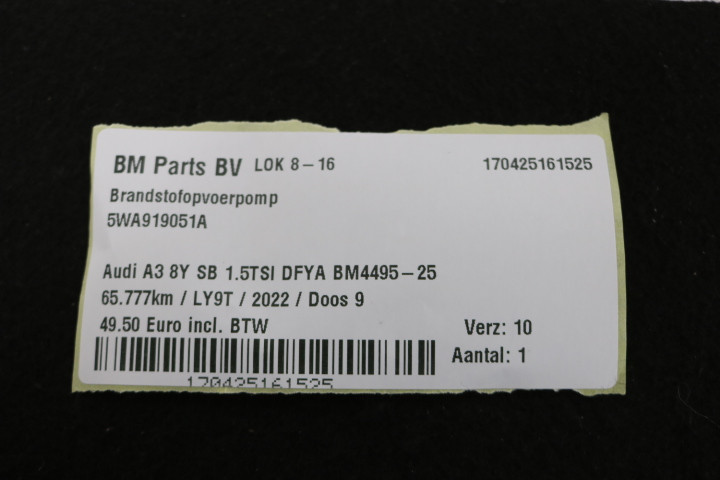 BM Parts BV LOK 8-16 170425161525
Brandstofopvoerpomp
5WA919051A
Audi A3 8Y SB 1.5TSI DFYA BM4495-25
65.777km / LY9T / 2022 / Doos 9
49.50 Euro incl. BTW Verz: 10
Aantal: 1
170425161525